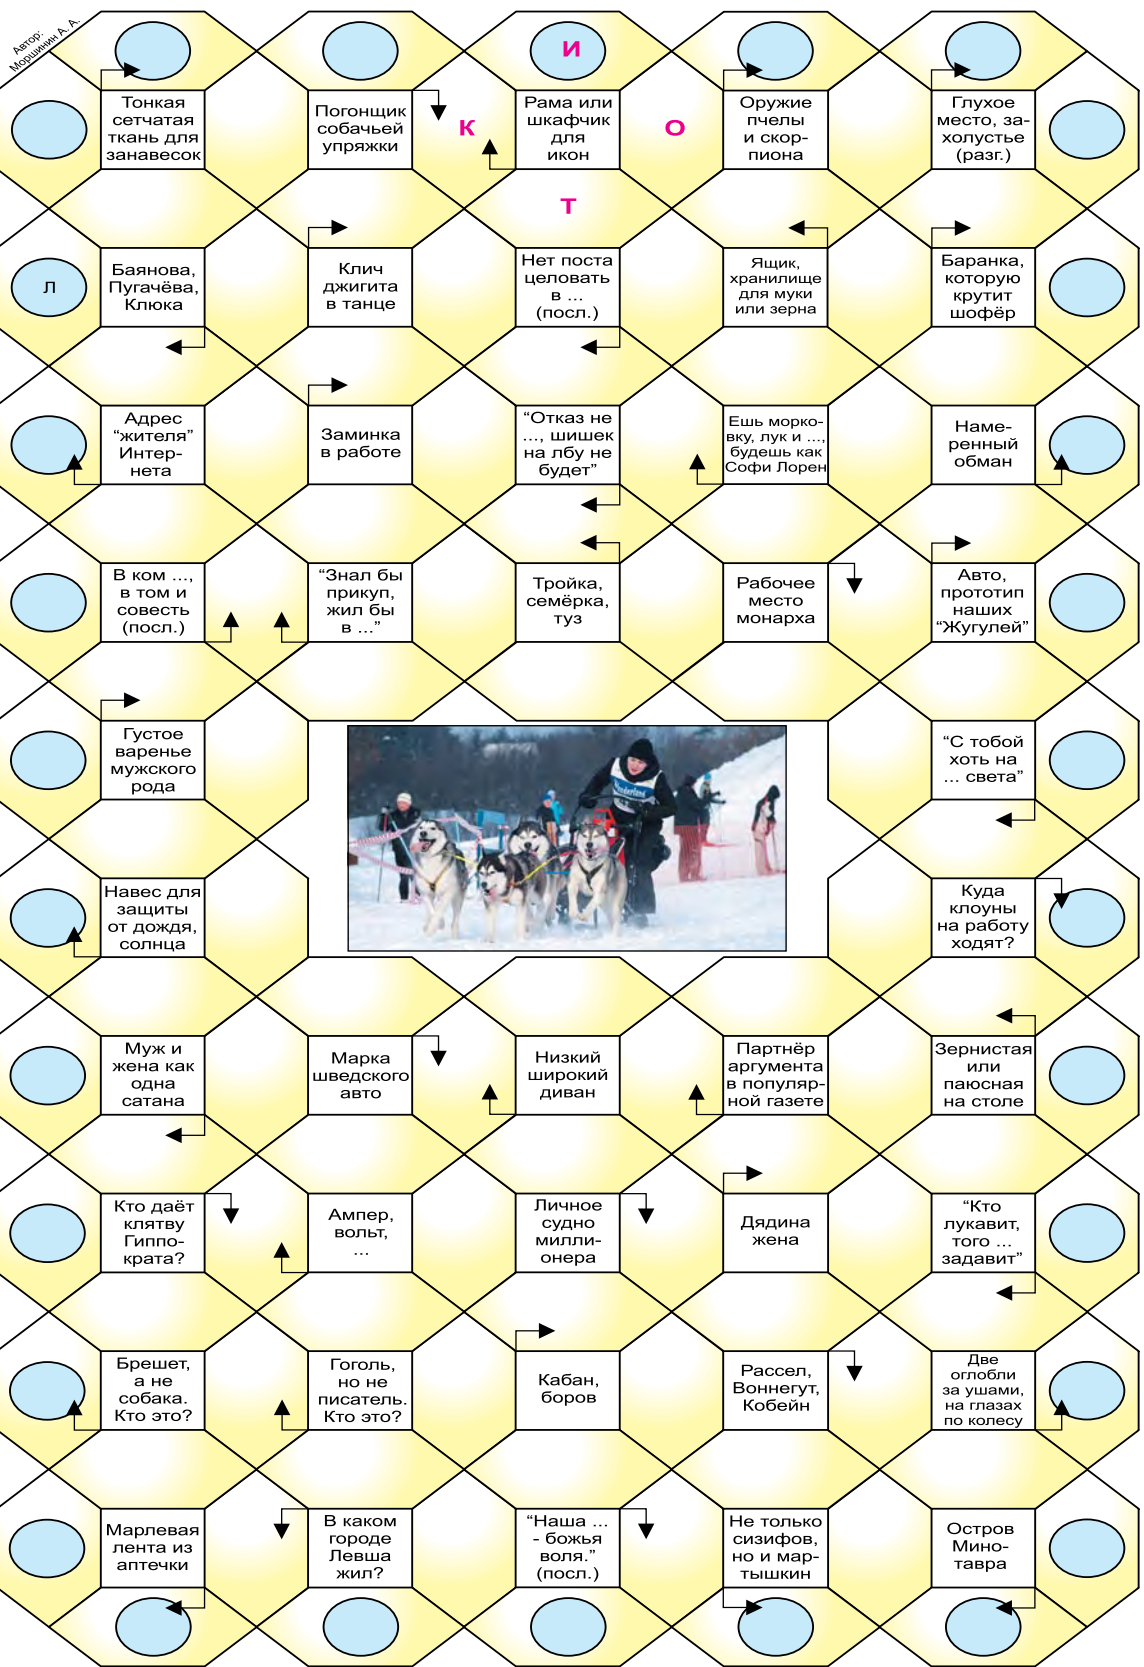 Автор:
Моршинин А. А.
И
Тонкая
сетчатая
ткань для
занавесок
Погонщик
собачьей
упряжки
К
Рама или
шкафчик
для
икон
О
Оружие
пчелы
и скор-
пиона
Глухое
место, за-
холустье
(разг.)
Т
Л
Баянова,
Пугачёва,
Клюка
Клич
джигита
в танце
Нет поста
целовать
в ...
(посл.)
Ящик,
хранилище
для муки
или зерна
Баранка,
которую
крутит
шофёр
Адрес
“жителя”
Интер-
нета
Заминка
в работе
“Отказ не
..., шишек
на лбу не
будет”
Ешь морко-
вку, лук и ...,
будешь как
Софи Лорен
Наме-
ренный
обман
В ком ...,
в том и
совесть
(посл.)
“Знал бы
прикуп,
жил бы
в ...”
Тройка,
семёрка,
туз
Рабочее
место
монарха
Авто,
прототип
наших
“Жугулей”
Густое
варенье
мужского
рода
“С тобой
хоть на
... света”
Навес для
защиты
от дождя,
солнца
Куда
клоуны
на работу
ходят?
Муж и
жена как
одна
сатана
Марка
шведского
авто
Низкий
широкий
диван
Партнёр
аргумента
в популяр-
ной газете
Зернистая
или
паюсная
на столе
Кто даёт
клятву
Гиппо-
крата?
Ампер,
вольт,
...
Личное
судно
милли-
онера
Дядина
жена
“Кто
лукавит,
того ...
задавит”
Брешет,
а не
собака.
Кто это?
Гоголь,
но не
писатель.
Кто это?
Кабан,
боров
Рассел,
Воннегут,
Кобейн
Две
оглобли
за ушами,
на глазах
по колесу
Марлевая
лента из
аптечки
В каком
городе
Левша
жил?
“Наша ...
- божья
воля.”
(посл.)
Не только
сизифов,
но и мар-
тышкин
Остров
Мино-
тавра